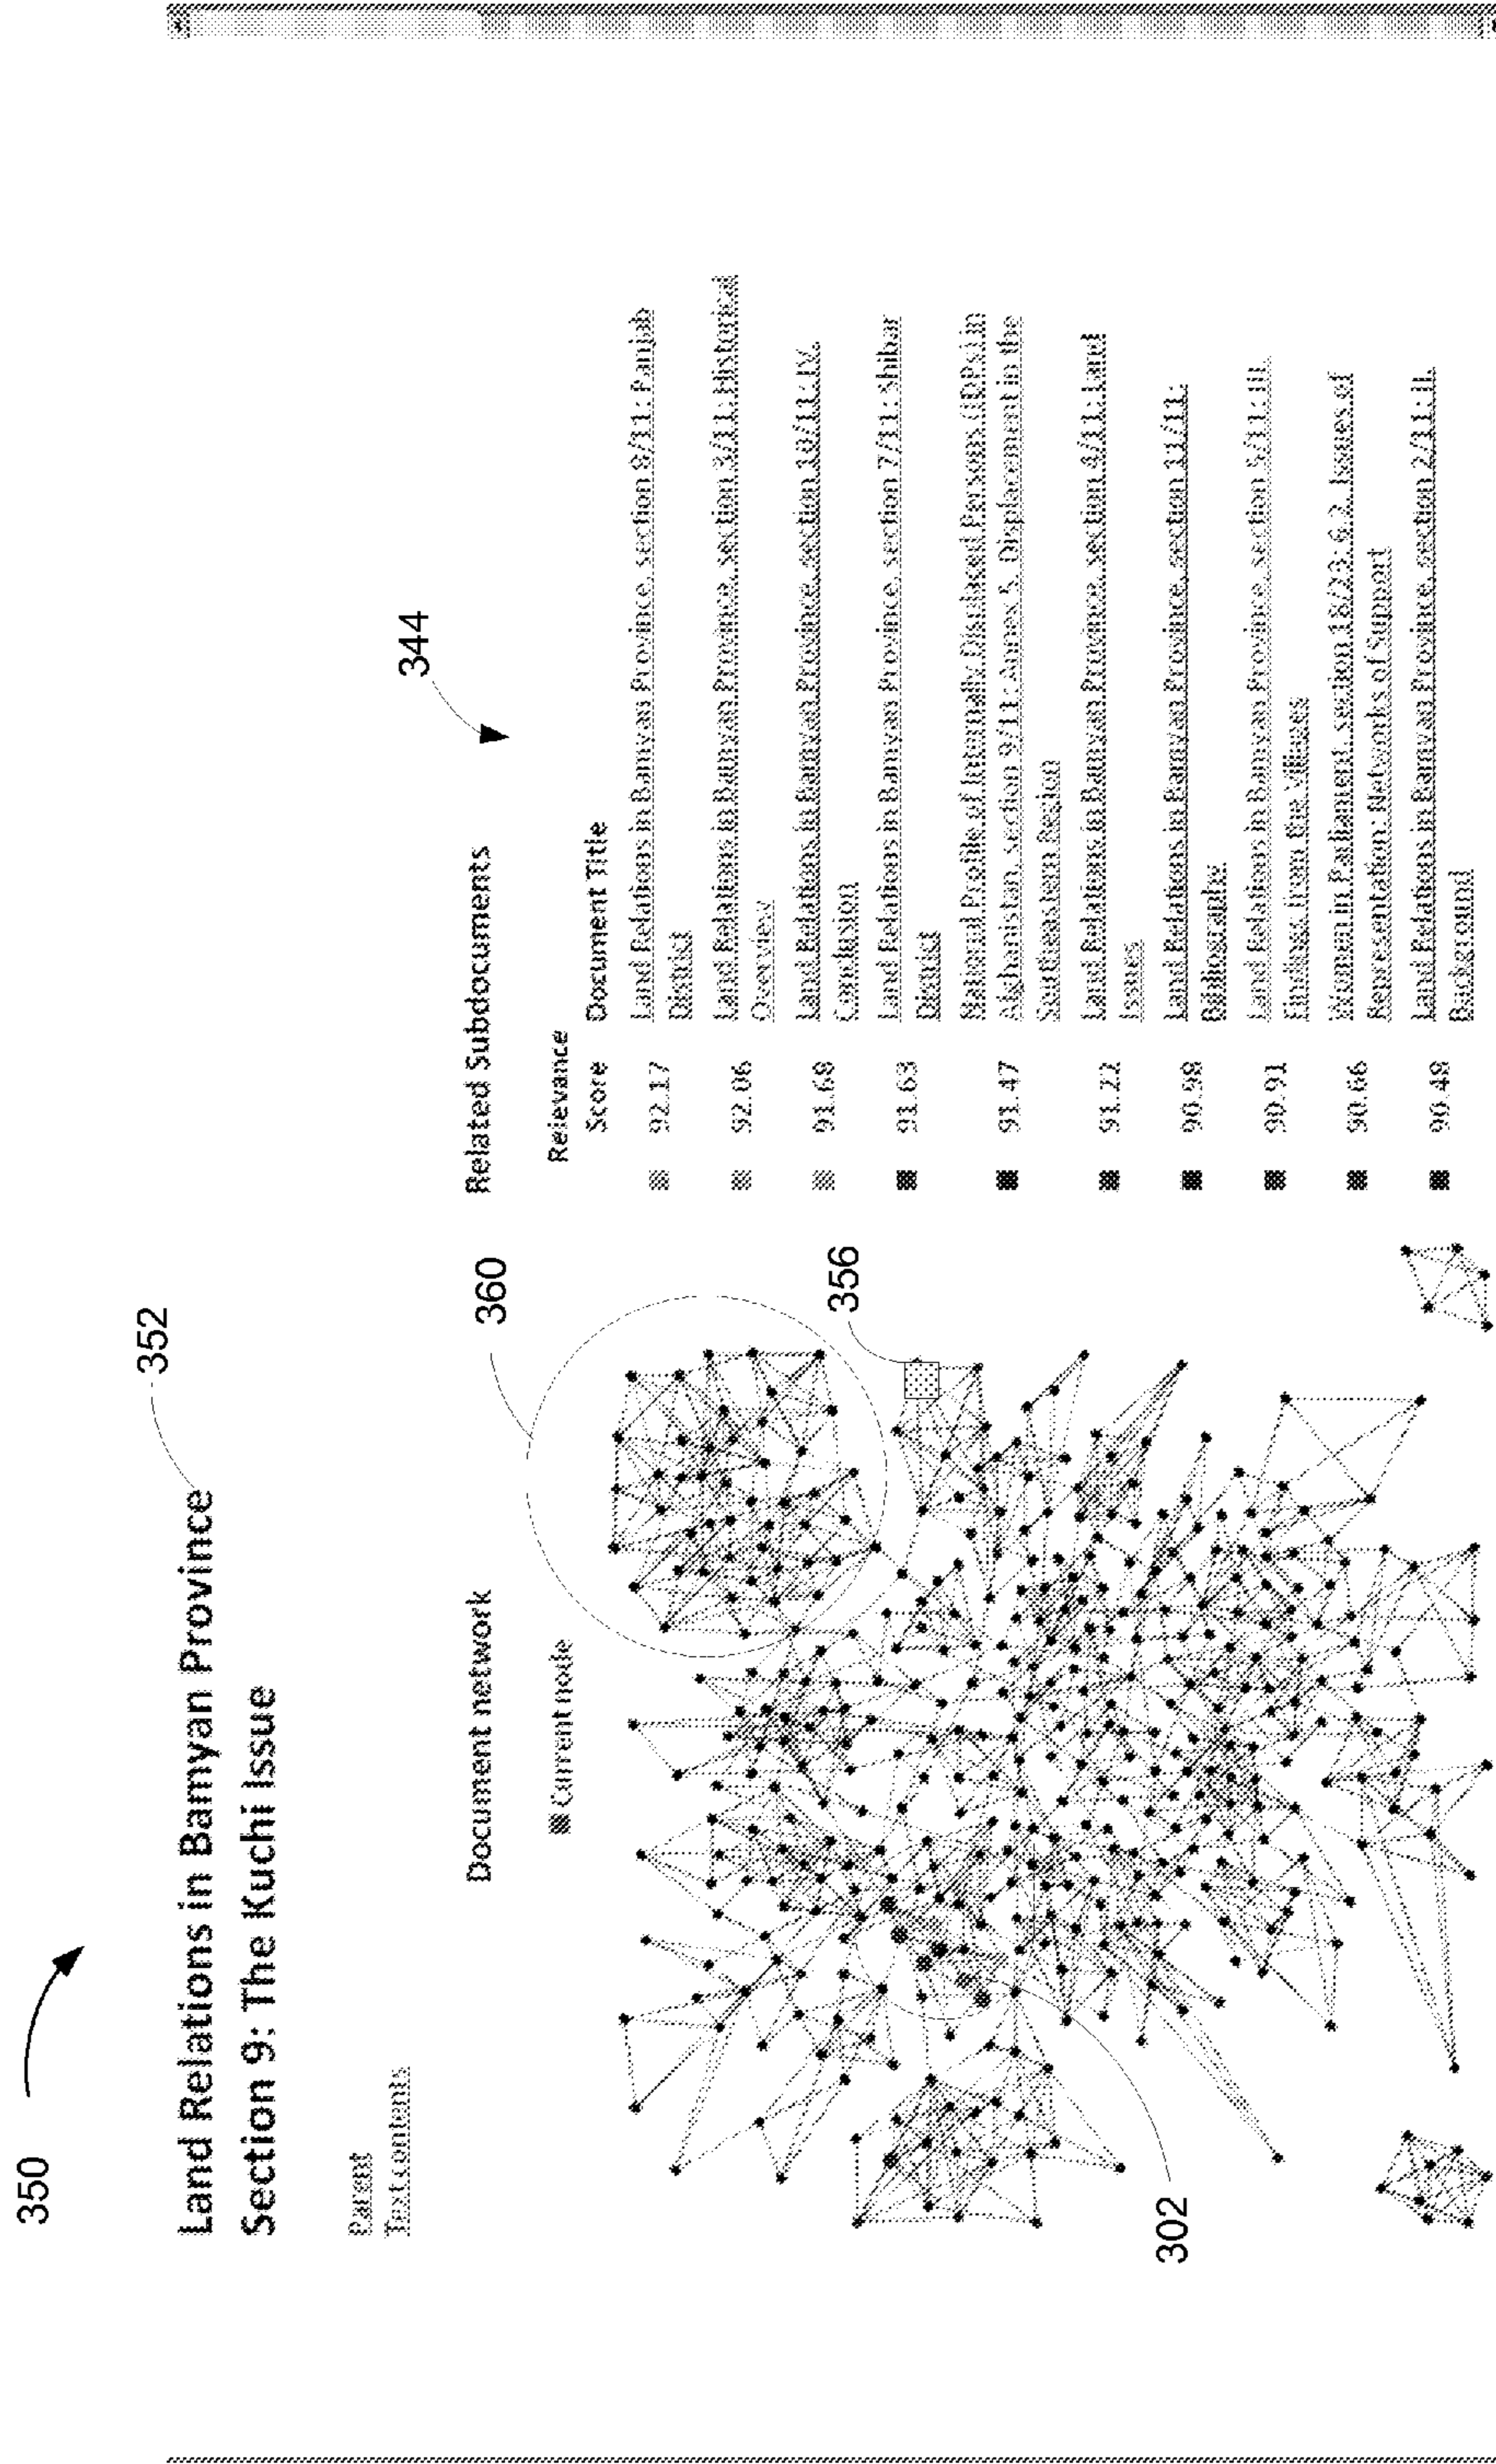 350
352
Land Relations in Bamyan Province
Section 9: The Kuchi Issue
Parent
Text contents
344
Document network
Current node
360
356
302
Related Subdocuments
Relevance
Score Document Title
92.17 Land Relations in Bamyan Province, section 9/11: Panjab
District
92.06 Land Relations in Bamyan Province, section 3/11: Historical
Overview
91.69 Land Relations in Bamyan Province, section 10/11: IV.
Conclusion
91.63 Land Relations in Bamyan Province, section 7/11: Shibar
District
91.47 National Profile of Internally Displaced Persons (IDPs) in
Afghanistan, section 9/11: Annex 5. Displacement in the
Southeastern Region
91.22 Land Relations in Bamyan Province, section 4/11: Land
Issues
90.98 Land Relations in Bamyan Province, section 11/11:
Bibliography.
90.91 Land Relations in Bamyan Province, section 5/11: III.
Findings from the Villages
90.66 Women in Parliament, section 18/23: 6.2. Issues of
Representation: Networks of Support
90.48 Land Relations in Bamyan Province, section 2/11: II.
Background